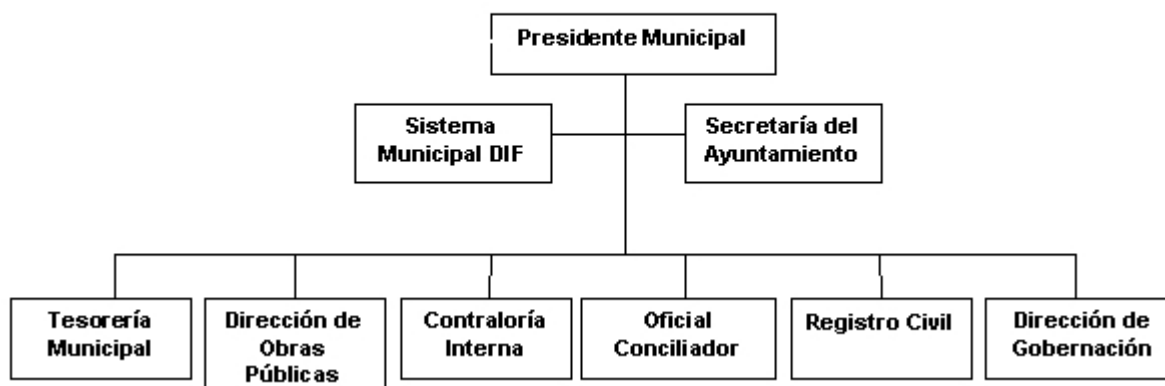 Presidente Municipal
Sistema
Municipal DIF
Secretaría del
Ayuntamiento
Tesorería
Municipal
Dirección de
Obras
Públicas
Contraloría
Interna
Oficial
Conciliador
Registro Civil
Dirección de
Gobernación